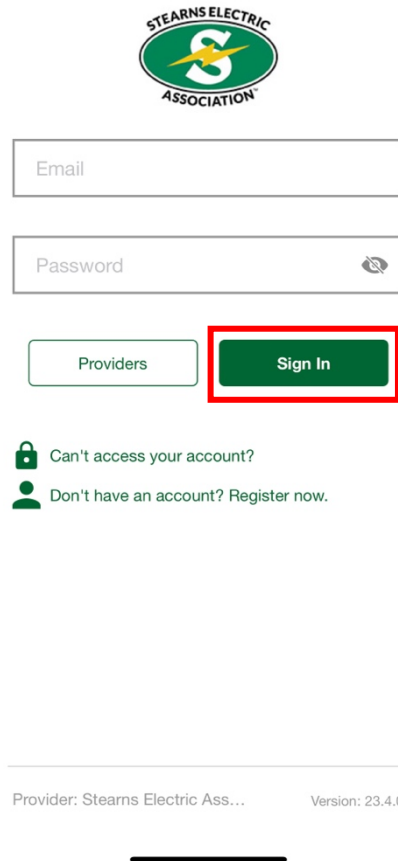 STEARNS ELECTRIC
S
ASSOCIATION
Email
Password
Providers
Sign In
Can't access your account?
Don't have an account? Register now.
Provider: Stearns Electric Ass...
Version: 23.4.0